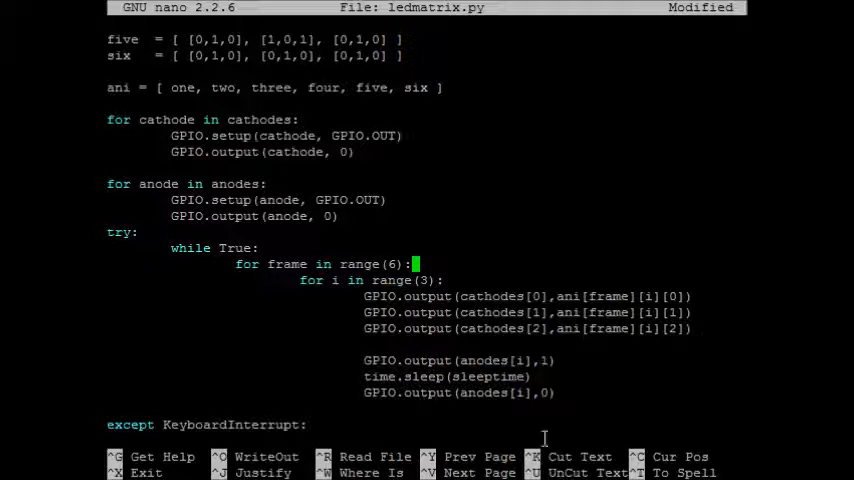 GNU nano 2.2.6 File: ledmatrix.py Modified
five = [ [0,1,0], [1,0,1], [0,1,0] ]
six = [ [0,1,0], [0,1,0], [0,1,0] ]
ani = [ one, two, three, four, five, six ]
for cathode in cathodes:
GPIO.setup(cathode, GPIO.OUT)
GPIO.output(cathode, 0)
for anode in anodes:
GPIO.setup(anode, GPIO.OUT)
GPIO.output(anode, 0)
try:
while True:
for frame in range(6):
for i in range(3):
GPIO.output(cathodes[0],ani[frame][i][0])
GPIO.output(cathodes[1],ani[frame][i][1])
GPIO.output(cathodes[2],ani[frame][i][2])
GPIO.output(anodes[i],1)
time.sleep(sleeptime)
GPIO.output(anodes[i],0)
except KeyboardInterrupt:
^G Get Help ^O WriteOut ^R Read File ^Y Prev Page ^K Cut Text ^C Cur Pos
^X Exit ^J Justify ^W Where Is ^V Next Page ^U UnCut Text ^T To Spell